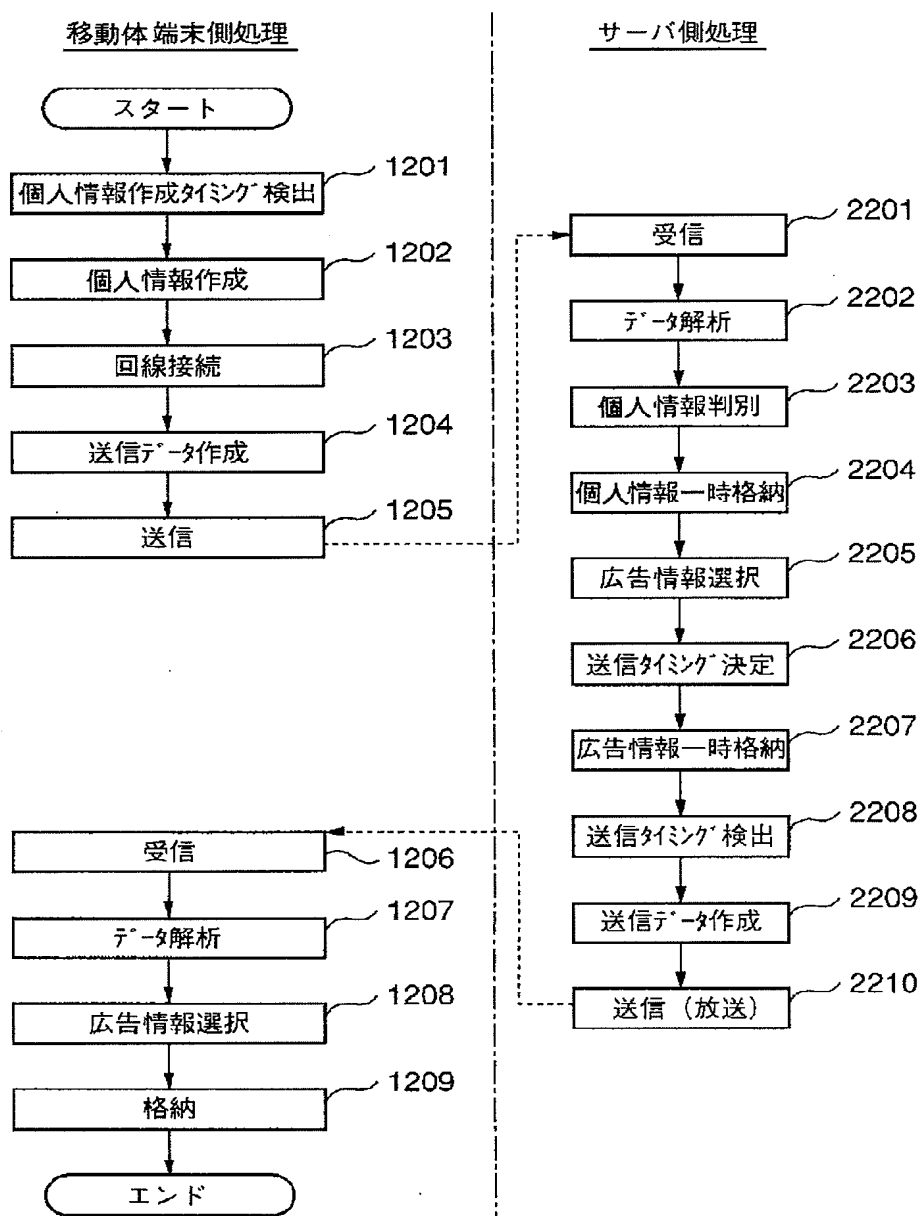 移動体端末側処理
スタート
個人情報作成ﾀｲﾐﾝｸﾞ検出
1201
個人情報作成
1202
回線接続
1203
送信ﾃﾞｰﾀ作成
1204
送信
1205
受信
1206
ﾃﾞｰﾀ解析
1207
広告情報選択
1208
格納
1209
エンド
サーバ側処理
受信
2201
ﾃﾞｰﾀ解析
2202
個人情報判別
2203
個人情報一時格納
2204
広告情報選択
2205
送信ﾀｲﾐﾝｸﾞ決定
2206
広告情報一時格納
2207
送信ﾀｲﾐﾝｸﾞ検出
2208
送信ﾃﾞｰﾀ作成
2209
送信（放送）
2210